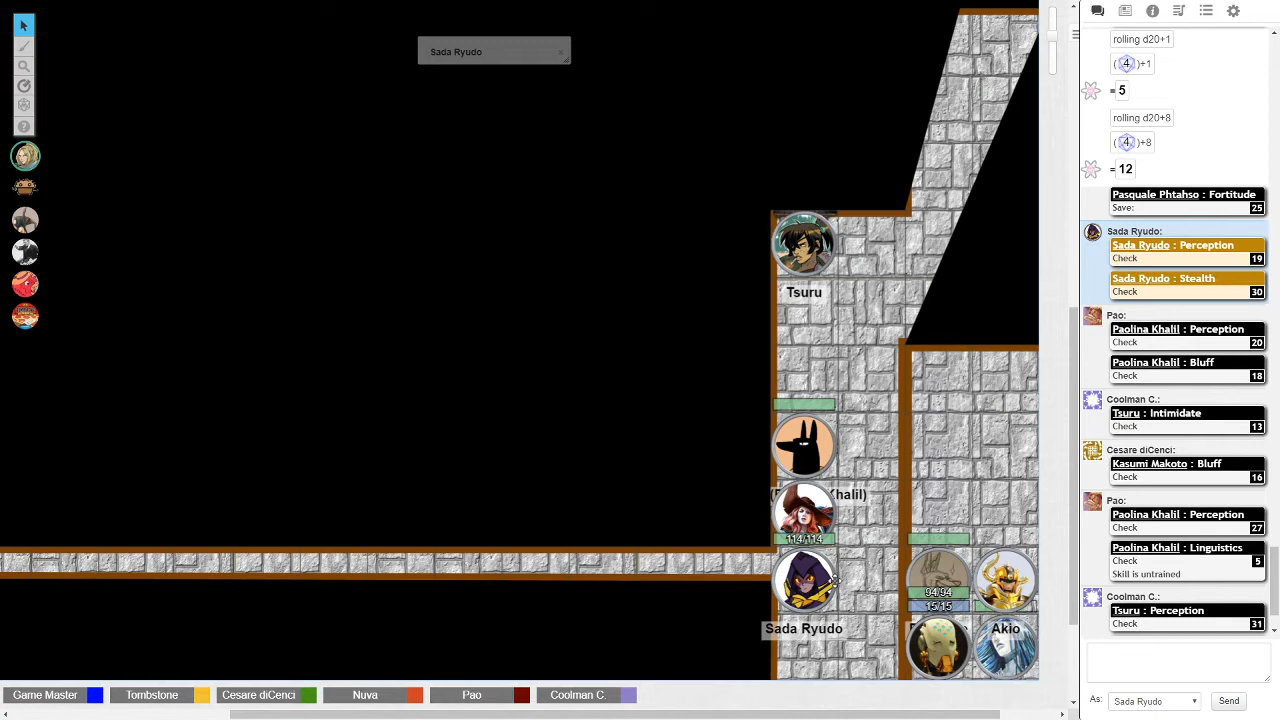 Sada Ryudo
Tsuru
Khalil)
114/114
94/94
15/15
Sada Ryudo
Akio
Game Master
Tombstone
Cesare diCenci
Nuva
Pao
Coolman C.
rolling d20+1
(4)+1
=5
rolling d20+8
(4)+8
=12
Pasquale Phtahso : Fortitude
Save: 25
Sada Ryudo:
Sada Ryudo : Perception
Check 19
Sada Ryudo : Stealth
Check 30
Pao:
Paolina Khalil : Perception
Check 20
Paolina Khalil : Bluff
Check 18
Coolman C.:
Tsuru : Intimidate
Check 13
Cesare diCenci:
Kasumi Makoto : Bluff
Check 16
Pao:
Paolina Khalil : Perception
Check 27
Paolina Khalil : Linguistics
Check 5
Skill is untrained
Coolman C.:
Tsuru : Perception
Check 31
As: Sada Ryudo Send